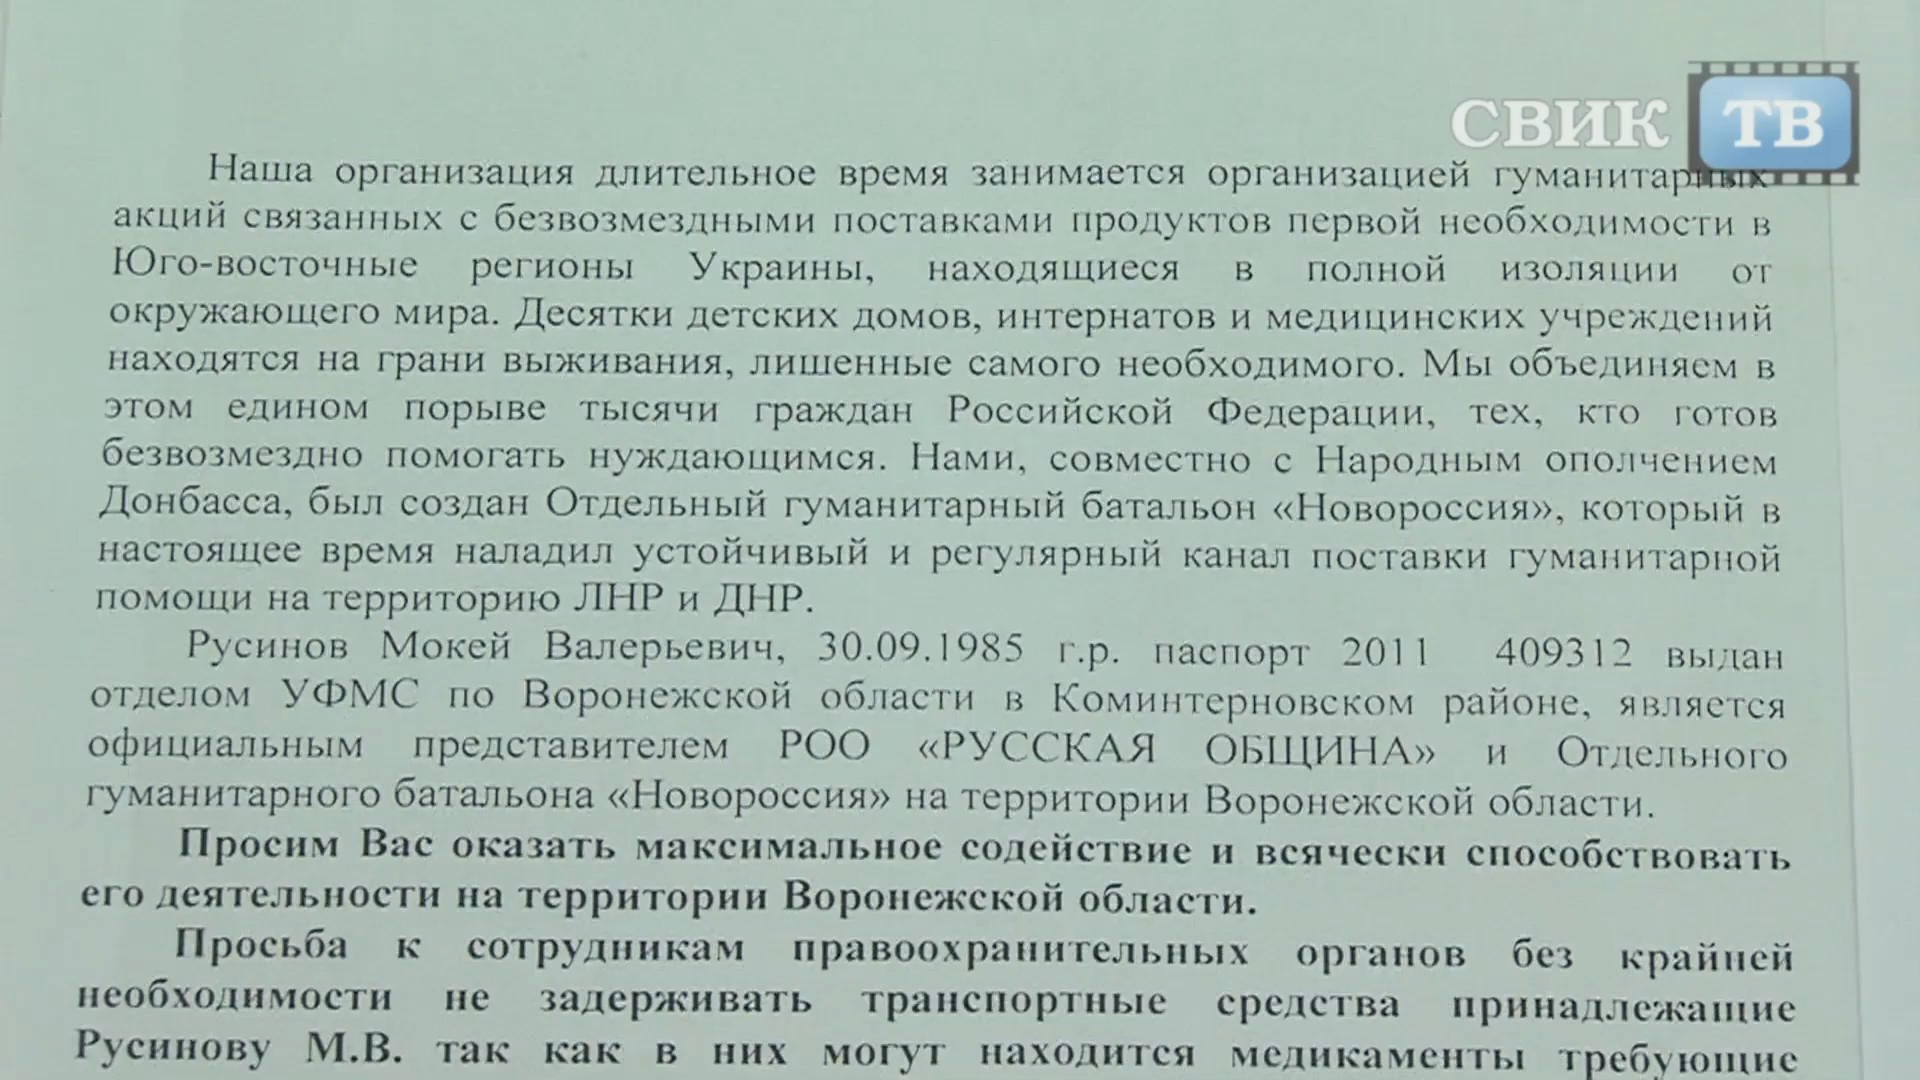 СВИК ТВ
Наша организация длительное время занимается организацией гуманитарных
акций связанных с безвозмездными поставками продуктов первой необходимости в
Юго-восточные регионы Украины, находящиеся в полной изоляции от
окружающего мира. Десятки детских домов, интернатов и медицинских учреждений
находятся на грани выживания, лишенные самого необходимого. Мы объединяем в
этом едином порыве тысячи граждан Российской Федерации, тех, кто готов
безвозмездно помогать нуждающимся. Нами, совместно с Народным ополчением
Донбасса, был создан Отдельный гуманитарный батальон «Новороссия», который в
настоящее время наладил устойчивый и регулярный канал поставки гуманитарной
помощи на территорию ЛНР и ДНР.
Русинов Мокей Валерьевич, 30.09.1985 г.р. паспорт 2011 409312 выдан
отделом УФМС по Воронежской области в Коминтерновском районе, является
официальным представителем РОО «РУССКАЯ ОБЩИНА» и Отдельного
гуманитарного батальона «Новороссия» на территории Воронежской области.
Просим Вас оказать максимальное содействие и всячески способствовать
его деятельности на территории Воронежской области.
Просьба к сотрудникам правоохранительных органов без крайней
необходимости не задерживать транспортные средства принадлежащие
Русинову М.В. так как в них могут находится медикаменты требующие